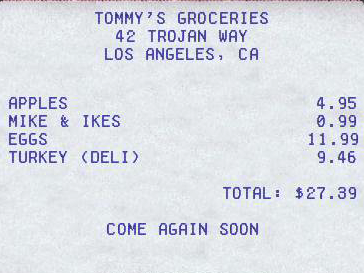 TOMMY'S GROCERIES
42 TROJAN WAY
LOS ANGELES, CA
APPLES 4.95
MIKE & IKES 0.99
EGGS 11.99
TURKEY (DELI) 9.46
TOTAL: $27.39
COME AGAIN SOON